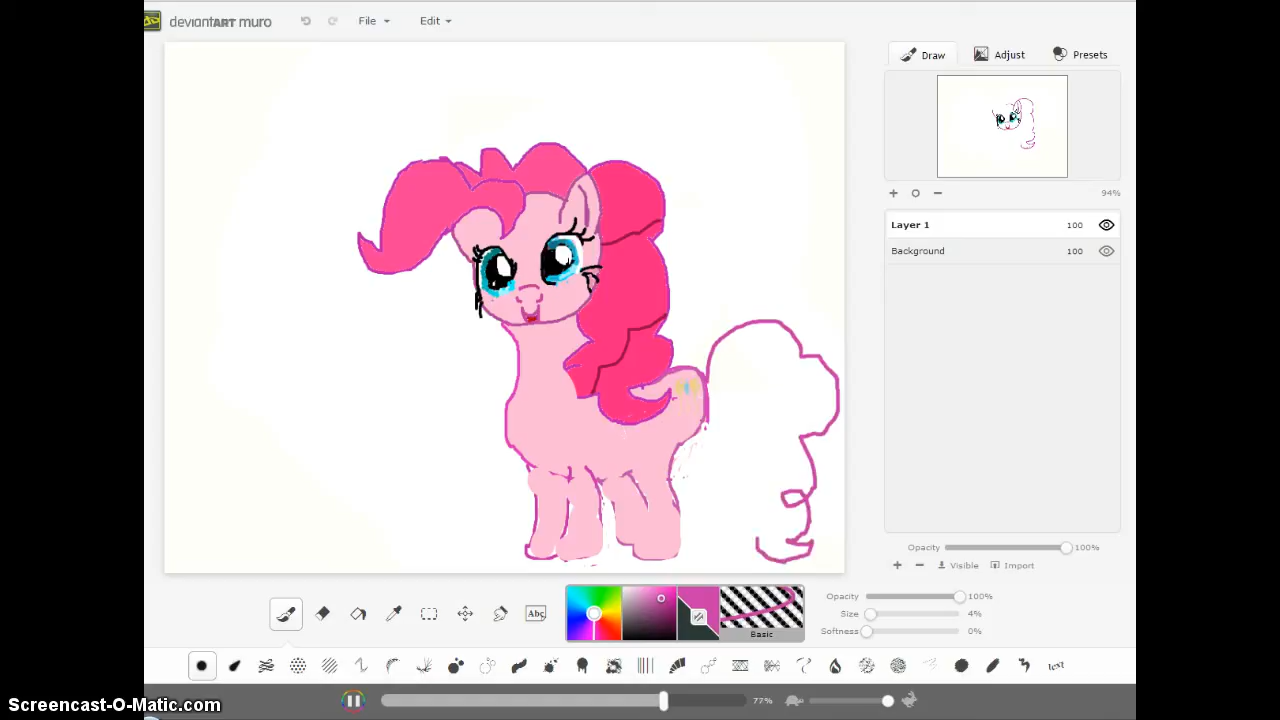 deviantART muro File Edit
Draw Adjust Presets
94%
Layer 1 100
Background 100
Opacity 100%
Visible Import
Abc
Basic
Opacity 100%
Size 4%
Softness 0%
text
77%
Screencast-O-Matic.com